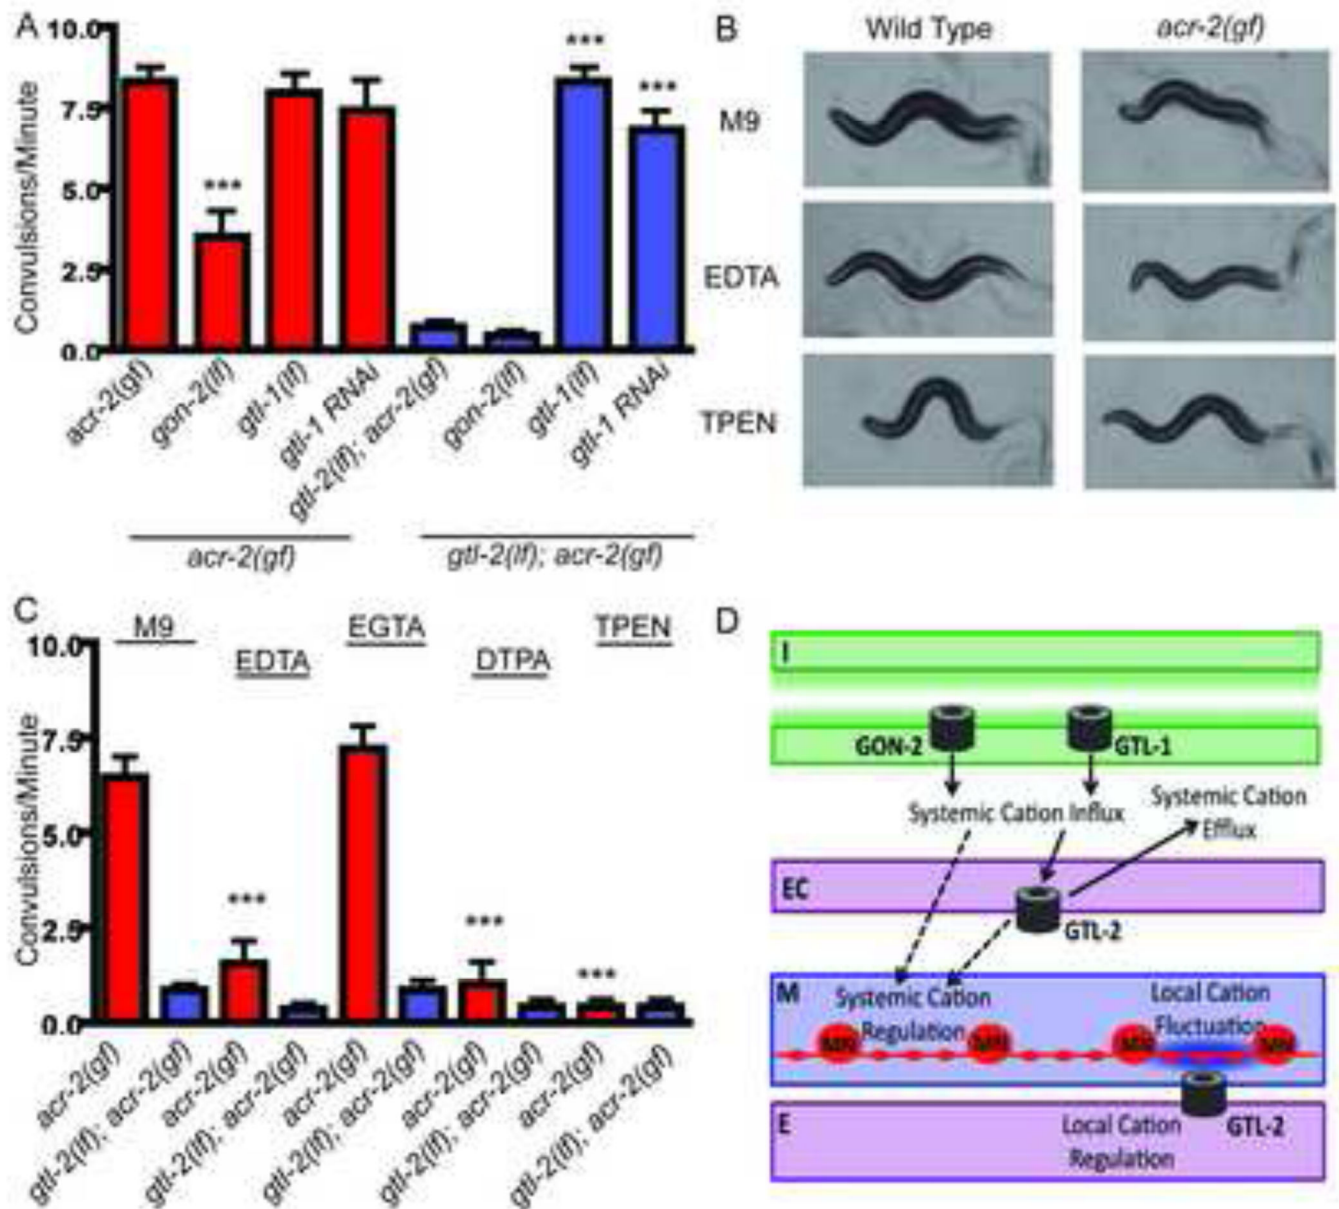 A
10.0
7.5
5.0
2.5
0.0
Convulsions/Minute
***
***
***
acr-2(gf)
gon-2(lf)
gtl-1(lf)
gtl-1 RNAi
gtl-2(lf); acr-2(gf)
gon-2(lf)
gtl-1(lf)
gtl-1 RNAi
acr-2(gf)
gtl-2(lf); acr-2(gf)
B
Wild Type
acr-2(gf)
M9
EDTA
TPEN
C
M9
EDTA
EGTA
DTPA
TPEN
10.0
7.5
5.0
2.5
0.0
Convulsions/Minute
***
***
***
acr-2(gf)
gtl-2(lf); acr-2(gf)
acr-2(gf)
gtl-2(lf); acr-2(gf)
acr-2(gf)
gtl-2(lf); acr-2(gf)
acr-2(gf)
gtl-2(lf); acr-2(gf)
acr-2(gf)
gtl-2(lf); acr-2(gf)
D
I
GON-2
GTL-1
Systemic Cation Influx
Systemic Cation
Efflux
EC
GTL-2
M
Systemic Cation
Regulation
Local Cation
Fluctuation
MN
MN
MN
MN
E
Local Cation
Regulation
GTL-2